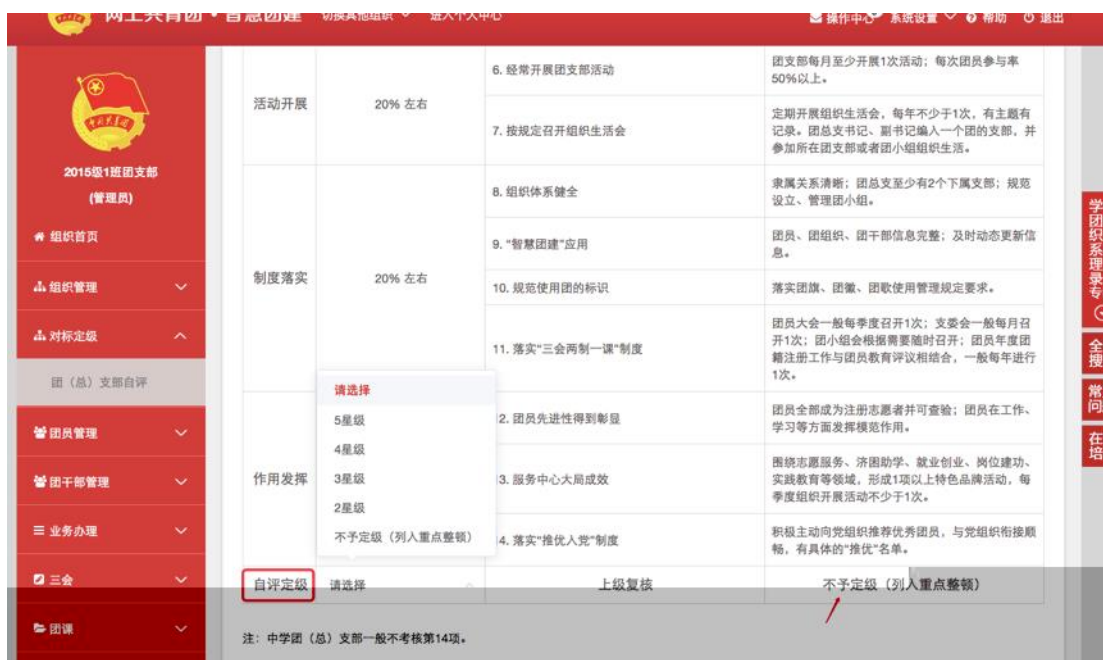 网上共青团·智慧团建 切换其他组织 进入个人中心 操作中心 系统设置 帮助 退出
2015级1班团支部
(管理员)
组织首页
组织管理
对标定级
团（总）支部自评
团员管理
团干部管理
业务办理
三会
团课
活动开展 20% 左右
6. 经常开展团支部活动
团支部每月至少开展1次活动；每次团员参与率
50%以上。
7. 按规定召开组织生活会
定期开展组织生活会，每年不少于1次，有主题有
记录。团总支书记、副书记编入一个团的支部，并
参加所在团支部或者团小组组织生活。
制度落实 20% 左右
8. 组织体系健全
隶属关系清晰；团总支至少有2个下属支部；规范
设立、管理团小组。
9. “智慧团建”应用
团员、团组织、团干部信息完整；及时动态更新信
息。
10. 规范使用团的标识
落实团旗、团徽、团歌使用管理规定要求。
11. 落实“三会两制一课”制度
团员大会一般每季度召开1次；支委会一般每月召
开1次；团小组会根据需要随时召开；团员年度团
籍注册工作与团员教育评议相结合，一般每年进行
1次。
作用发挥
2. 团员先进性得到彰显
团员全部成为注册志愿者并可查验；团员在工作、
学习等方面发挥模范作用。
3. 服务中心大局成效
围绕志愿服务、济困助学、就业创业、岗位建功、
实践教育等领域，形成1项以上特色品牌活动，每
季度组织开展活动不少于1次。
4. 落实“推优入党”制度
积极主动向党组织推荐优秀团员，与党组织衔接顺
畅，有具体的“推优”名单。
请选择
5星级
4星级
3星级
2星级
不予定级（列入重点整顿）
自评定级 请选择 上级复核 不予定级（列入重点整顿）
注：中学团（总）支部一般不考核第14项。
学团织系理录专
全搜
常问
在培